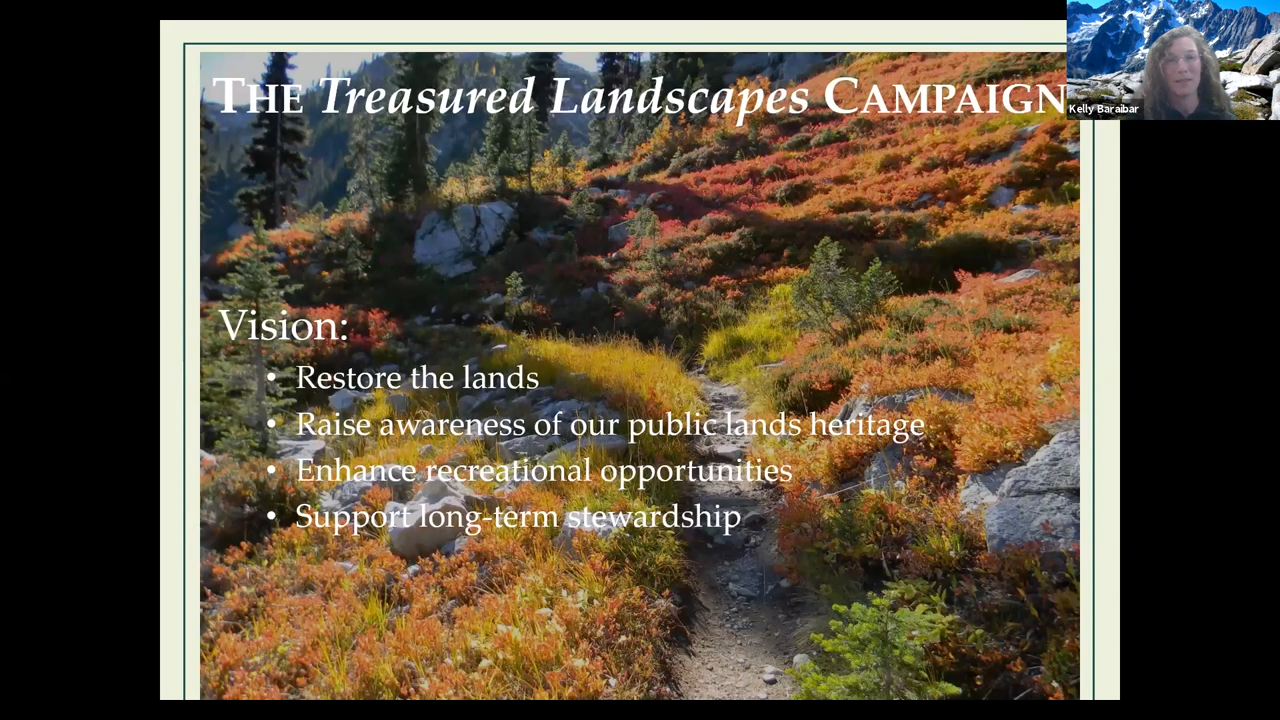 THE Treasured Landscapes CAMPAIGN
Kelly Baraibar
Vision:
• Restore the lands
• Raise awareness of our public lands heritage
• Enhance recreational opportunities
• Support long-term stewardship